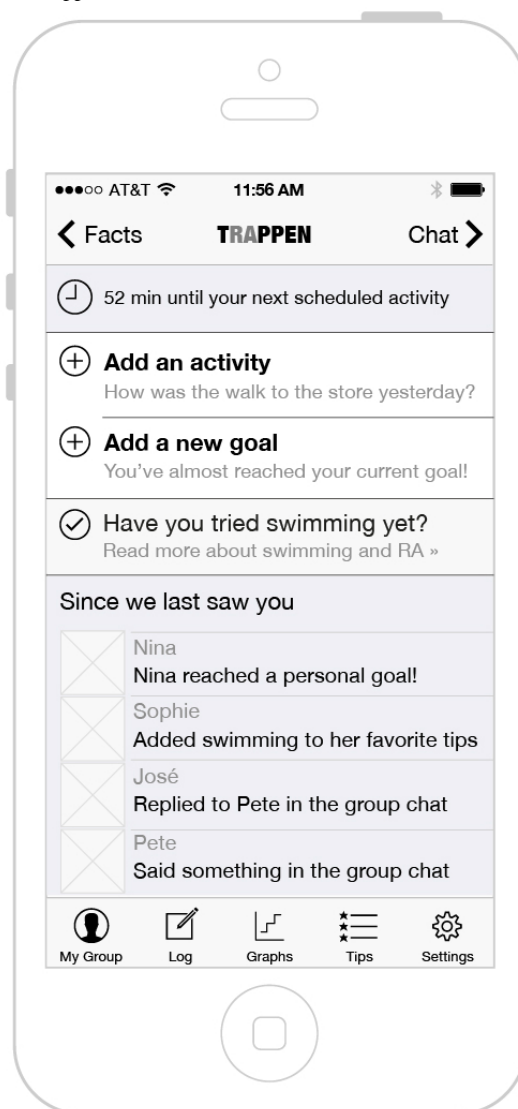 AT&T 11:56 AM
Facts TRAPPEN Chat
52 min until your next scheduled activity
Add an activity
How was the walk to the store yesterday?
Add a new goal
You've almost reached your current goal!
Have you tried swimming yet?
Read more about swimming and RA »
Since we last saw you
Nina
Nina reached a personal goal!
Sophie
Added swimming to her favorite tips
José
Replied to Pete in the group chat
Pete
Said something in the group chat
My Group Log Graphs Tips Settings